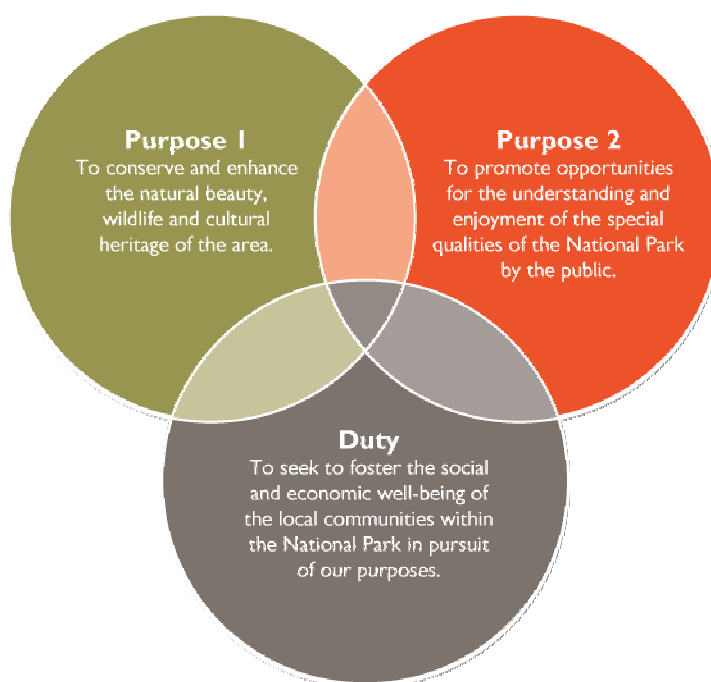 Purpose 1
To conserve and enhance
the natural beauty,
wildlife and cultural
heritage of the area.
Purpose 2
To promote opportunities
for the understanding and
enjoyment of the special
qualities of the National Park
by the public.
Duty
To seek to foster the social
and economic well-being of
the local communities within
the National Park in pursuit
of our purposes.